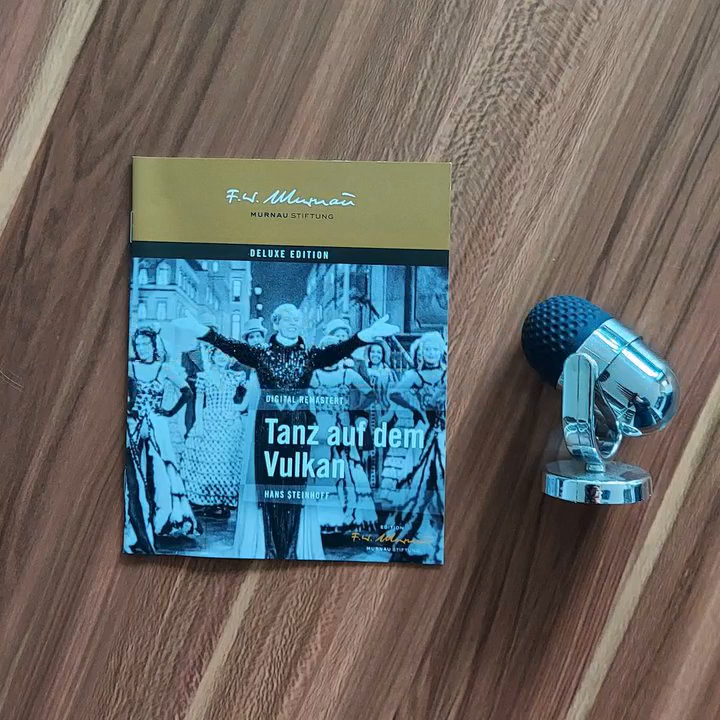 F.W. Murnau
MURNAU STIFTUNG
DELUXE EDITION
DIGITAL REMASTERT
Tanz auf dem
Vulkan
HANS STEINHOFF
EDITION
F.W. Murnau
MURNAU STIFTUNG